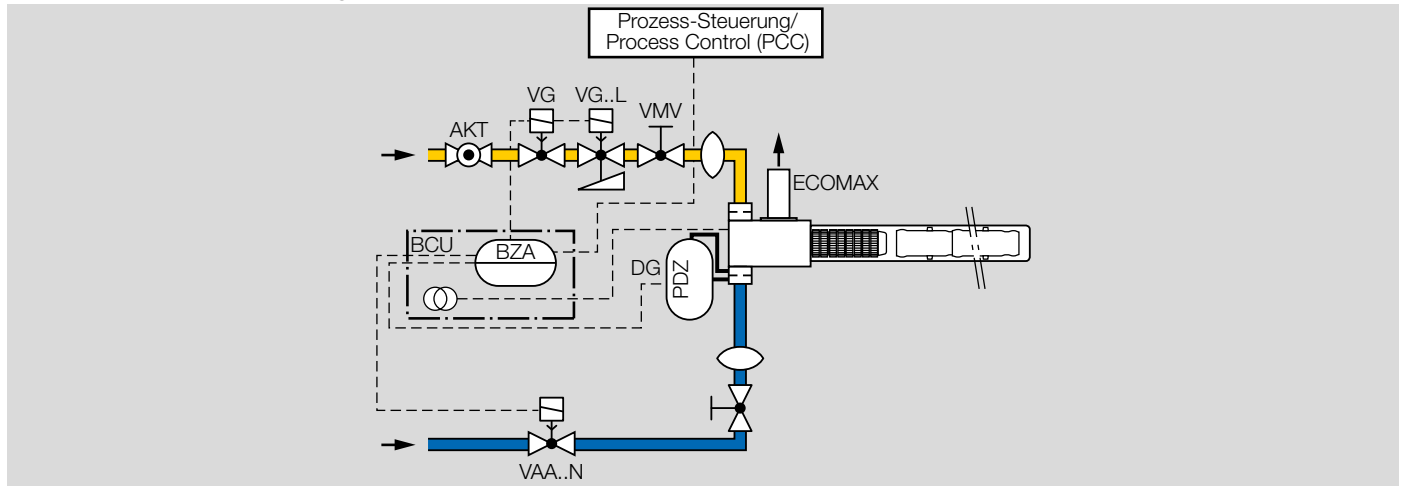 Prozess-Steuerung/
Process Control (PCC)
VG
VG..L
VMV
AKT
ECOMAX
BCU
BZA
DG
PDZ
VAA..N